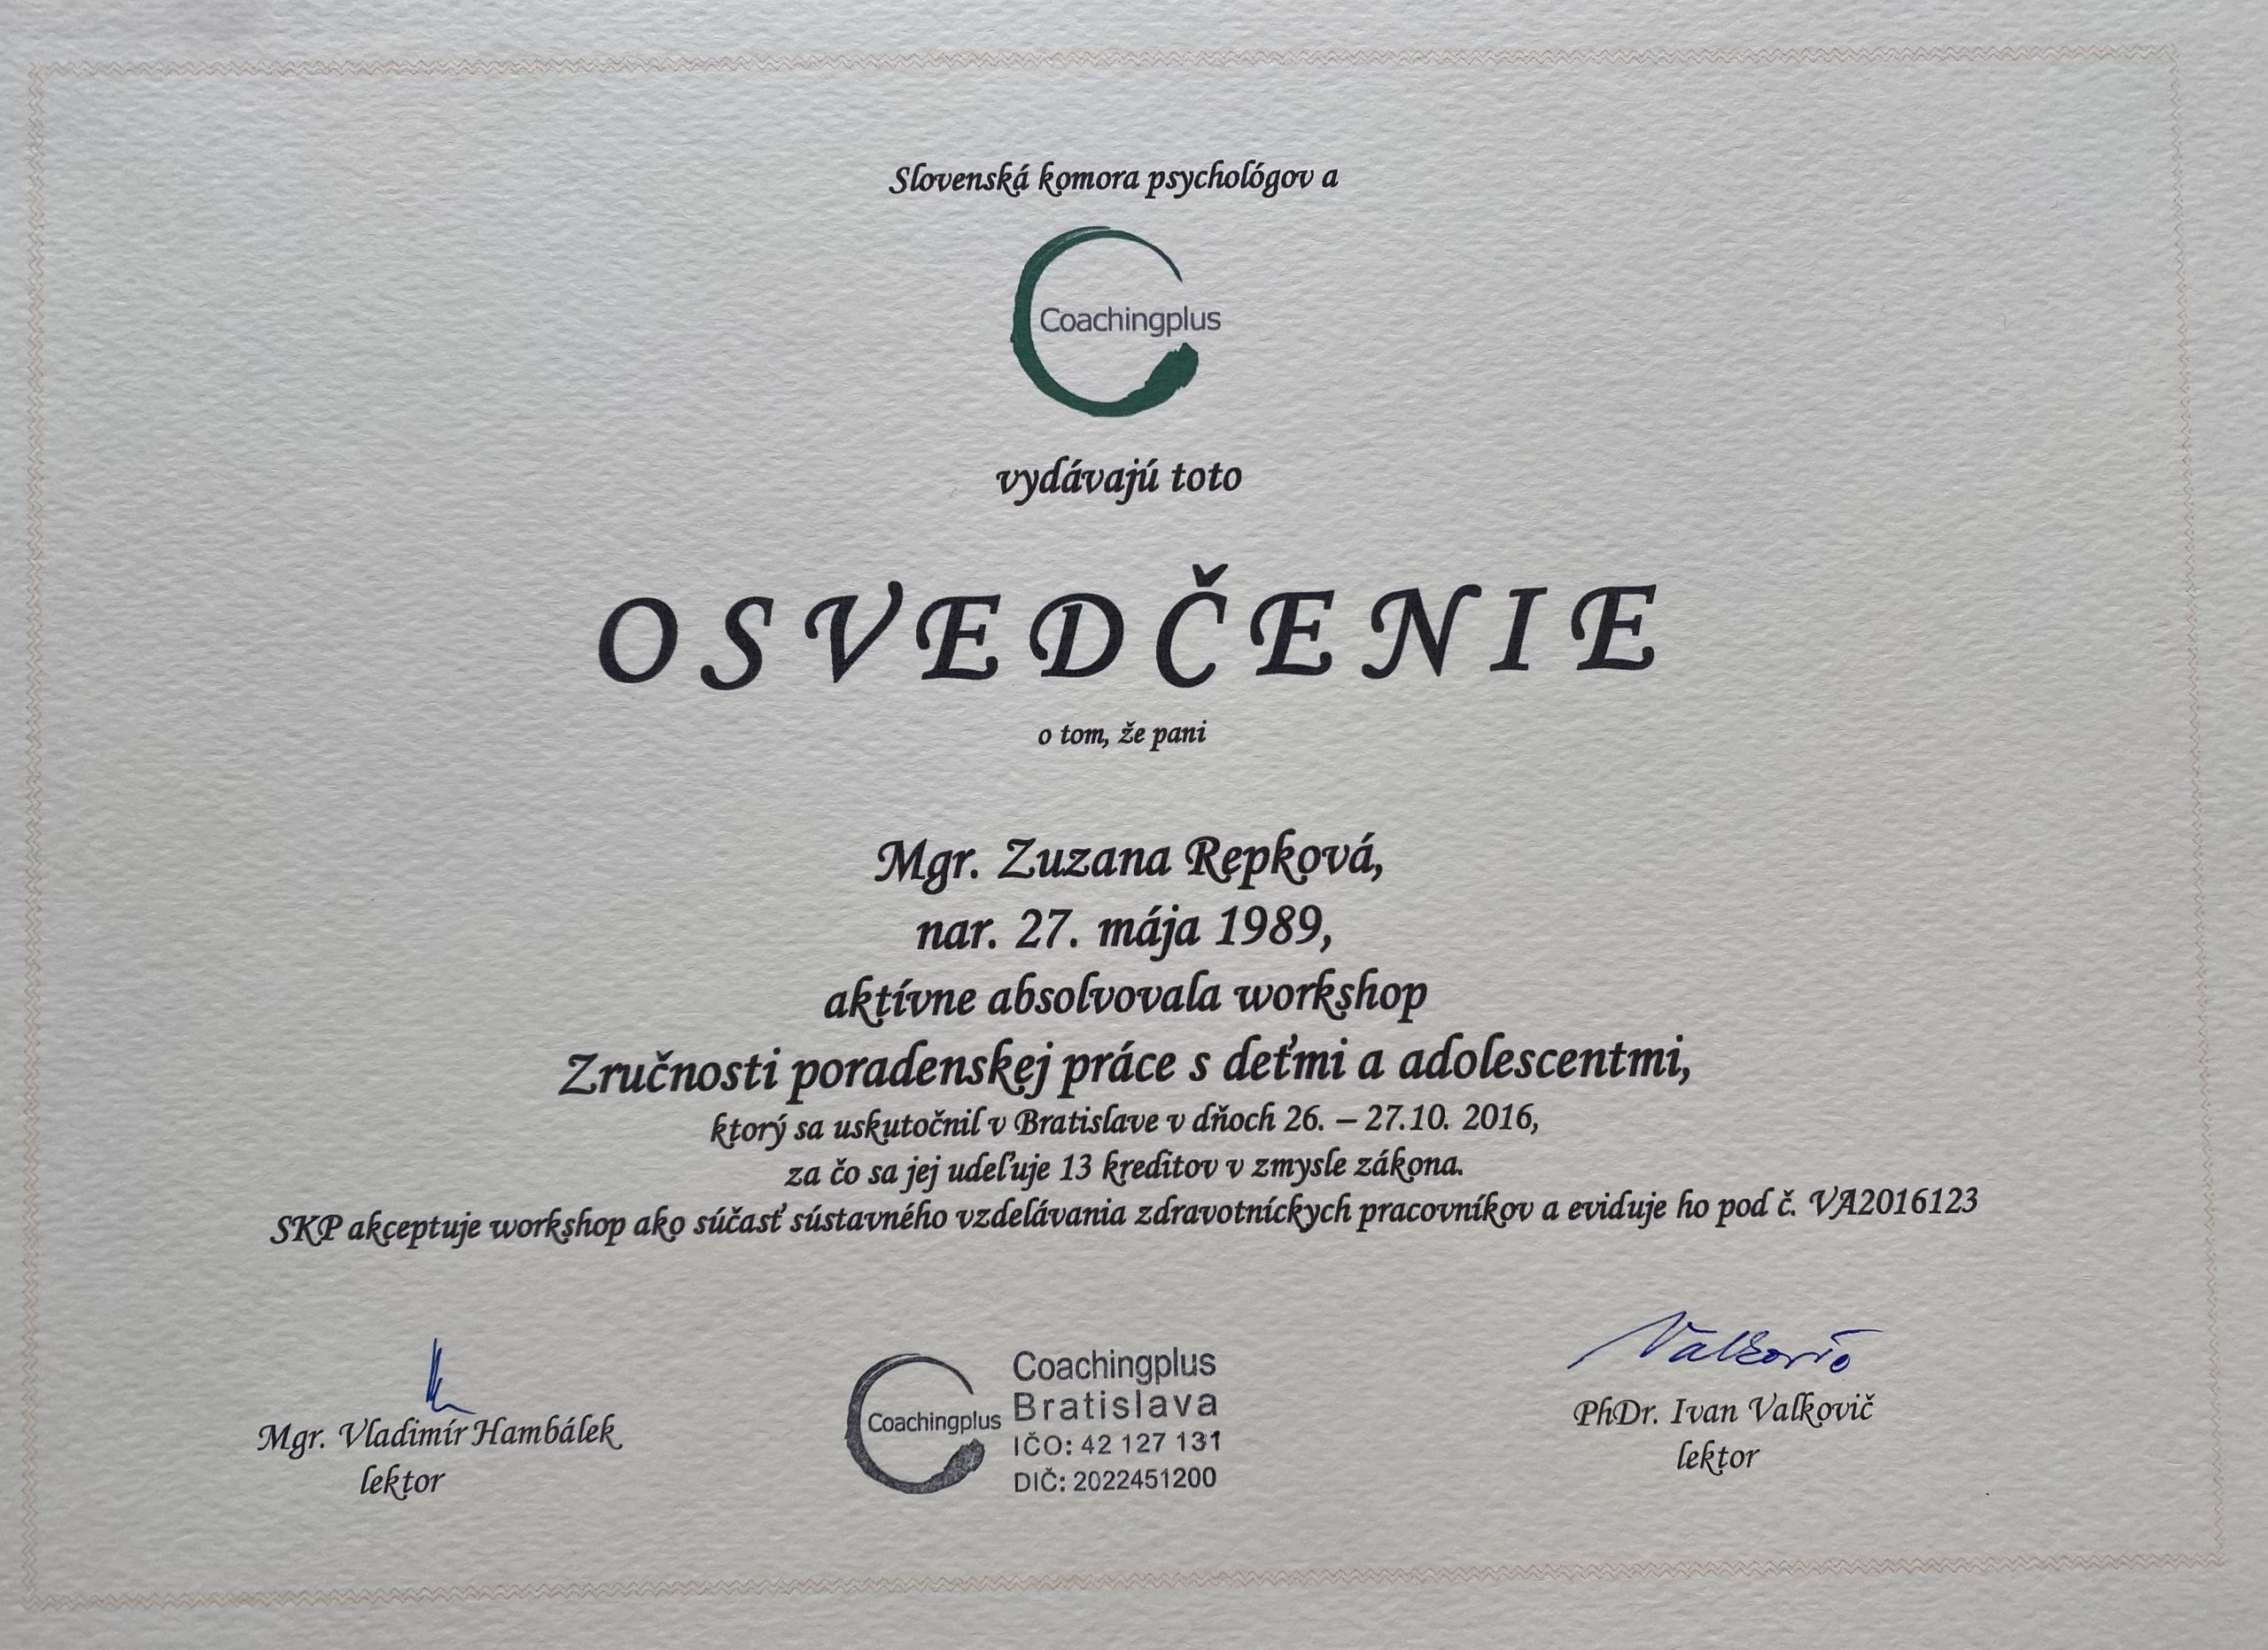 Slovenská komora psychológov a
Coachingplus
vydávajú toto
OSVEDČENIE
o tom, že pani
Mgr. Zuzana Repková,
nar. 27. mája 1989,
aktívne absolvovala workshop
Zručnosti poradenskej práce s deťmi a adolescentmi,
ktorý sa uskutočnil v Bratislave v dňoch 26. – 27.10. 2016,
za čo sa jej udeľuje 13 kreditov v zmysle zákona.
SKP akceptuje workshop ako súčasť sústavného vzdelávania zdravotníckych pracovníkov a eviduje ho pod č. VA2016123
Mgr. Vladimír Hambálek
lektor
Coachingplus
Coachingplus
Bratislava
IČO: 42 127 131
DIČ: 2022451200
Valkovič
PhDr. Ivan Valkovič
lektor